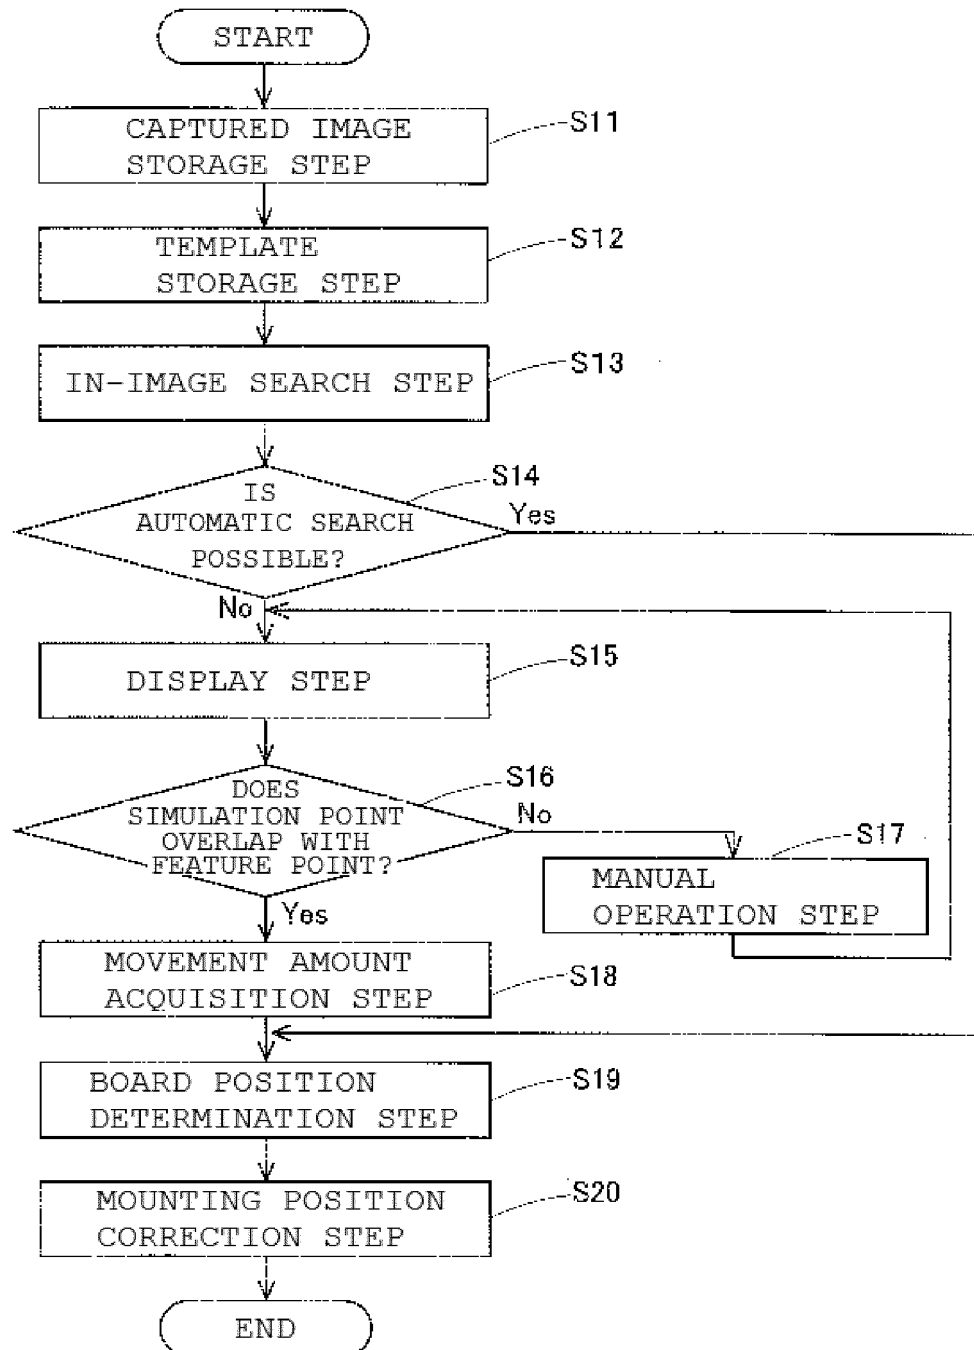 START
CAPTURED IMAGE
STORAGE STEP
S11
TEMPLATE
STORAGE STEP
S12
IN-IMAGE SEARCH STEP
S13
IS
AUTOMATIC SEARCH
POSSIBLE?
S14
Yes
No
DISPLAY STEP
S15
DOES
SIMULATION POINT
OVERLAP WITH
FEATURE POINT?
S16
No
S17
MANUAL
OPERATION STEP
Yes
MOVEMENT AMOUNT
ACQUISITION STEP
S18
BOARD POSITION
DETERMINATION STEP
S19
MOUNTING POSITION
CORRECTION STEP
S20
END